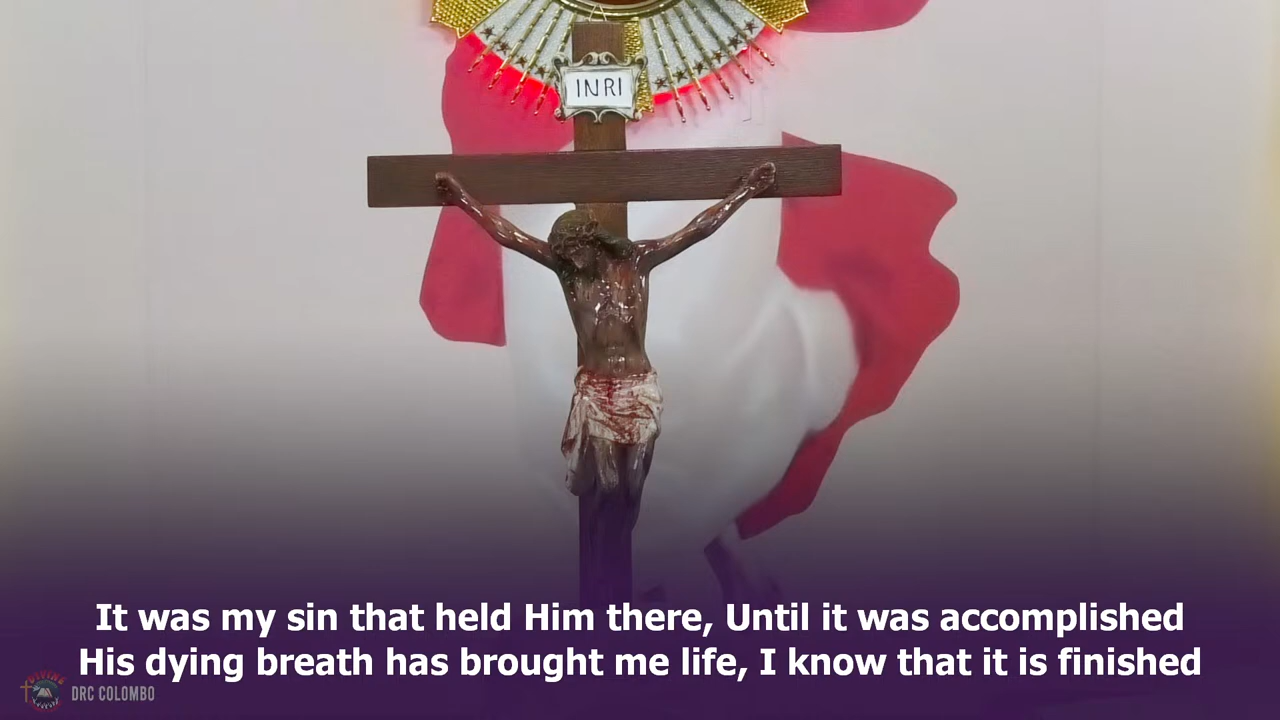 INRI
It was my sin that held Him there, Until it was accomplished
His dying breath has brought me life, I know that it is finished
DRC COLOMBO